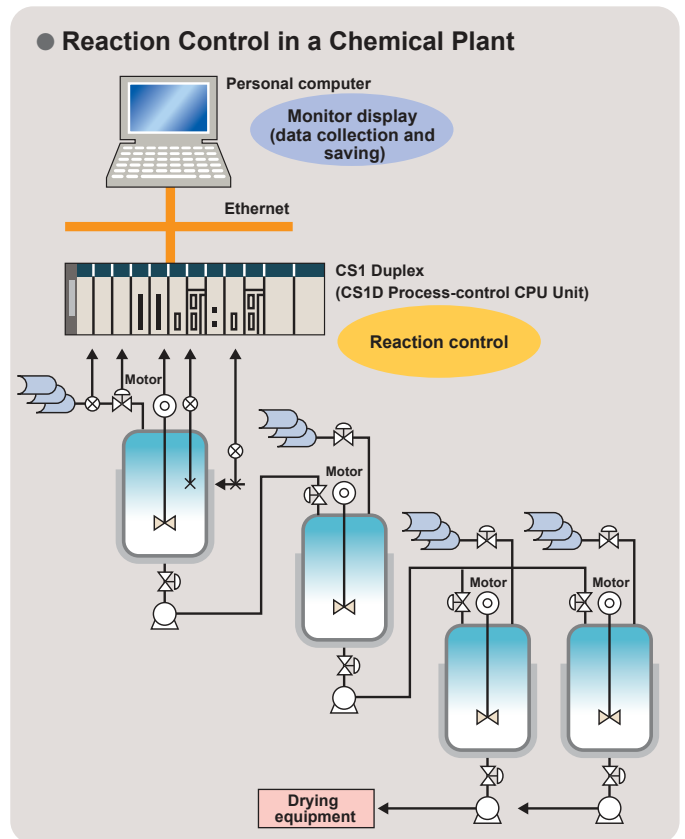 ● Reaction Control in a Chemical Plant
Personal computer
Monitor display
(data collection and
saving)
Ethernet
CS1 Duplex
(CS1D Process-control CPU Unit)
Reaction control
Motor
Motor
Motor
Motor
Drying
equipment